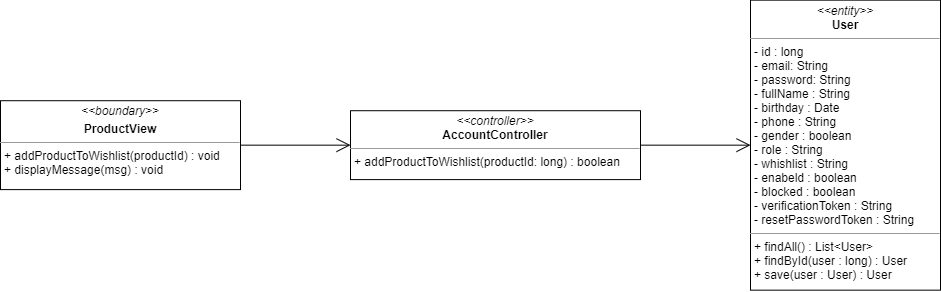 <<boundary>>
ProductView
+ addProductToWishlist(productId) : void
+ displayMessage(msg) : void
<<controller>>
AccountController
+ addProductToWishlist(productId: long) : boolean
<<entity>>
User
- id : long
- email: String
- password: String
- fullName : String
- birthday : Date
- phone : String
- gender : boolean
- role : String
- whishlist : String
- enabeld : boolean
- blocked : boolean
- verificationToken : String
- resetPasswordToken : String
+ findAll() : List<User>
+ findById(user : long) : User
+ save(user : User) : User